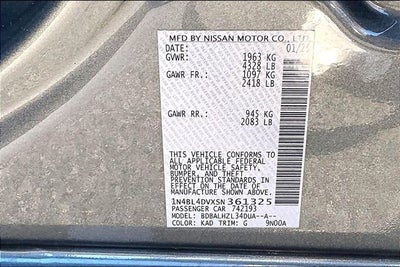 MFD BY NISSAN MOTOR CO., LTD.
DATE: 01/25
GVWR: 1963 KG
4328 LB
GAWR FR.: 1097 KG
2418 LB
GAWR RR.: 945 KG
2083 LB
THIS VEHICLE CONFORMS TO ALL
APPLICABLE FEDERAL
MOTOR VEHICLE SAFETY,
BUMPER, AND THEFT
PREVENTION STANDARDS
IN EFFECT ON THE DATE OF
MANUFACTURE SHOWN ABOVE.
1N4BL4DVXSN361325
PASSENGER CAR 742193
MODEL: BDBALHZL34DUA--A--
COLOR: KAD TRIM: G 9N00A